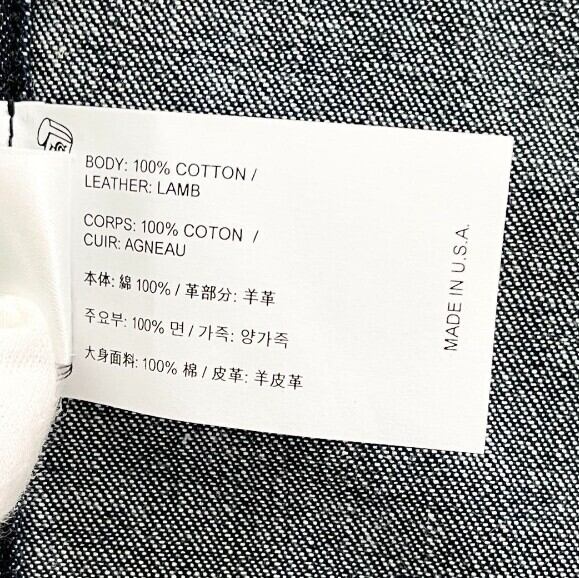 BODY: 100% COTTON /
LEATHER: LAMB
CORPS: 100% COTON /
CUIR: AGNEAU
本体: 綿 100% / 革部分: 羊革
주요부: 100% 면 / 가죽: 양가죽
大身面料: 100% 棉 / 皮革: 羊皮革
MADE IN U.S.A.